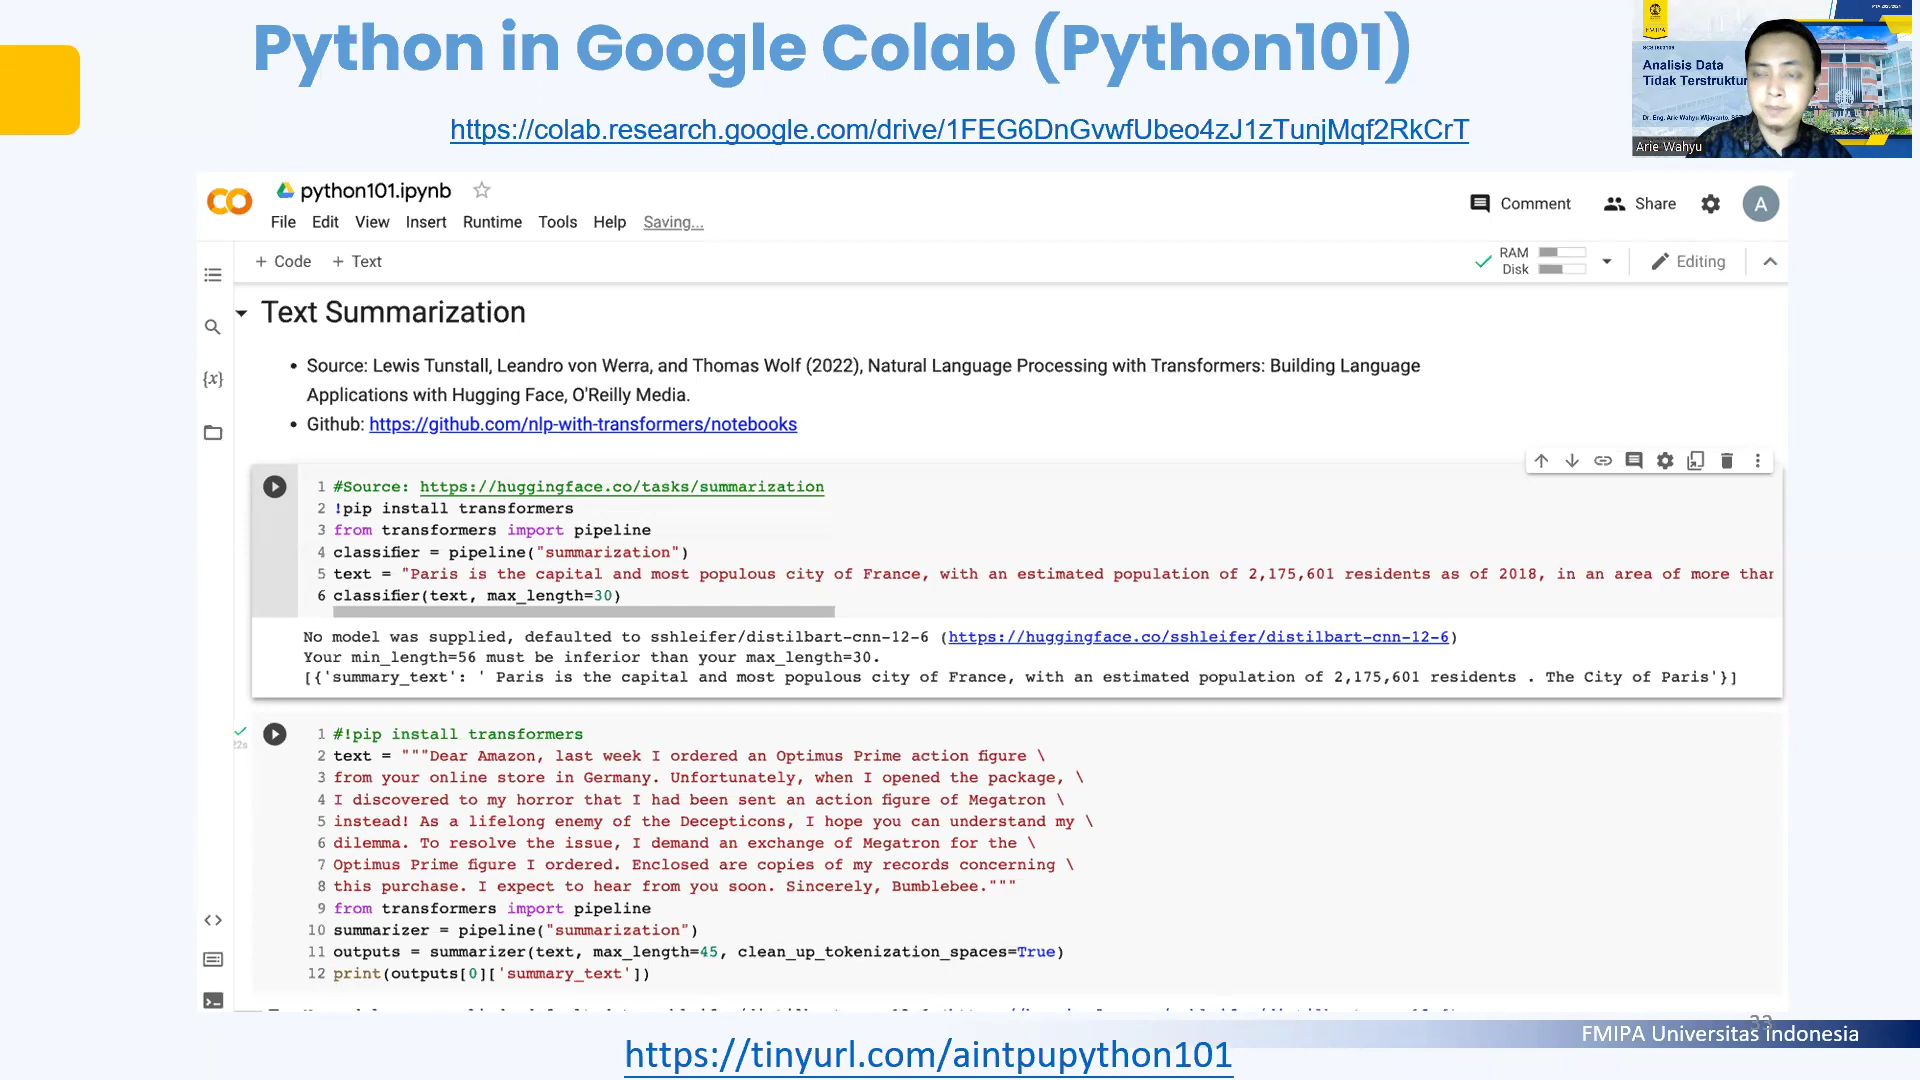 Python in Google Colab (Python101)
https://colab.research.google.com/drive/1FEG6DnGvwfUbeo4zJ1zTunjMqf2RkCrT
FMIPA
Analisis Data
Tidak Terstruktur
Dr. Eng. Arie Wahyu Wijayanto,
Arie Wahyu
python101.ipynb
File Edit View Insert Runtime Tools Help Saving...
Comment Share A
+ Code + Text
RAM
Disk
Editing
Text Summarization
• Source: Lewis Tunstall, Leandro von Werra, and Thomas Wolf (2022), Natural Language Processing with Transformers: Building Language
Applications with Hugging Face, O'Reilly Media.
• Github: https://github.com/nlp-with-transformers/notebooks
1 #Source: https://huggingface.co/tasks/summarization
2 !pip install transformers
3 from transformers import pipeline
4 classifier = pipeline("summarization")
5 text = "Paris is the capital and most populous city of France, with an estimated population of 2,175,601 residents as of 2018, in an area of more than
6 classifier(text, max_length=30)
No model was supplied, defaulted to sshleifer/distilbart-cnn-12-6 (https://huggingface.co/sshleifer/distilbart-cnn-12-6)
Your min_length=56 must be inferior than your max_length=30.
[{'summary_text': ' Paris is the capital and most populous city of France, with an estimated population of 2,175,601 residents . The City of Paris'}]
22s
1 #!pip install transformers
2 text = """Dear Amazon, last week I ordered an Optimus Prime action figure \
3 from your online store in Germany. Unfortunately, when I opened the package, \
4 I discovered to my horror that I had been sent an action figure of Megatron \
5 instead! As a lifelong enemy of the Decepticons, I hope you can understand my \
6 dilemma. To resolve the issue, I demand an exchange of Megatron for the \
7 Optimus Prime figure I ordered. Enclosed are copies of my records concerning \
8 this purchase. I expect to hear from you soon. Sincerely, Bumblebee."""
9 from transformers import pipeline
10 summarizer = pipeline("summarization")
11 outputs = summarizer(text, max_length=45, clean_up_tokenization_spaces=True)
12 print(outputs[0]['summary_text'])
33
FMIPA Universitas Indonesia
https://tinyurl.com/aintpupython101